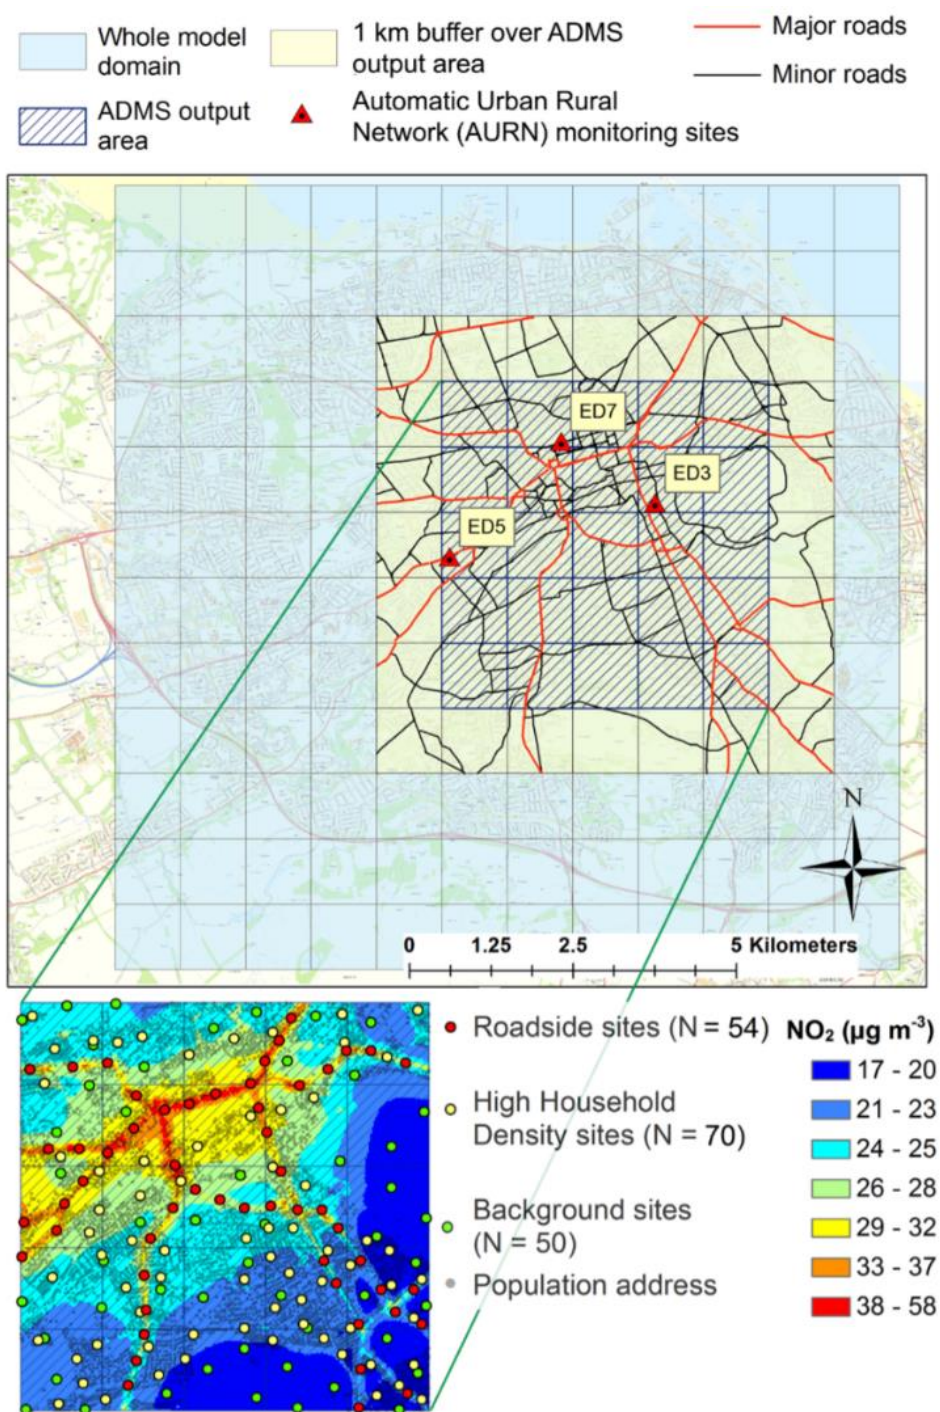 Whole model
domain
1 km buffer over ADMS
output area
Major roads
Minor roads
ADMS output
area
Automatic Urban Rural
Network (AURN) monitoring sites
ED7
ED3
ED5
N
0 1.25 2.5 5 Kilometers
Roadside sites (N = 54)
High Household
Density sites (N = 70)
Background sites
(N = 50)
Population address
NO₂ (µg m⁻³)
17 - 20
21 - 23
24 - 25
26 - 28
29 - 32
33 - 37
38 - 58